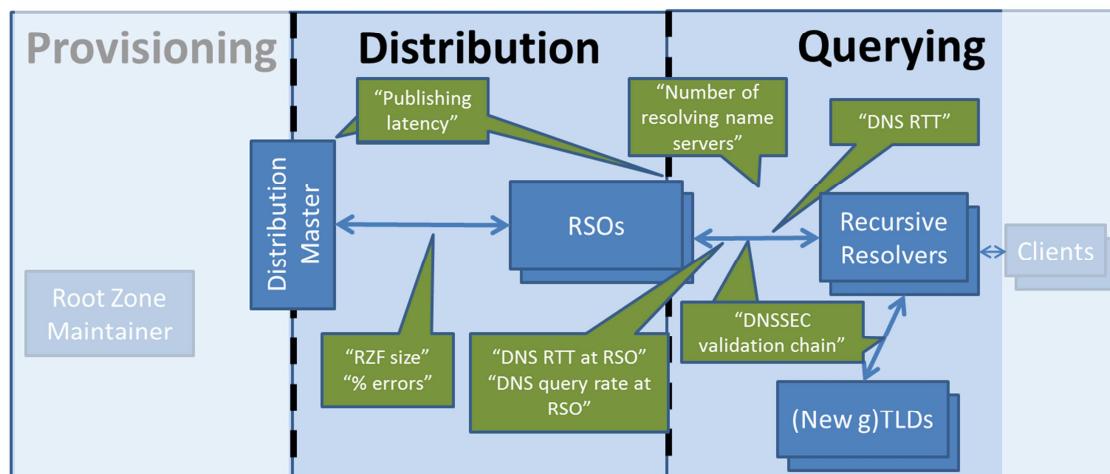 Provisioning
Distribution
Querying
“Publishing
latency”
“Number of
resolving name
servers”
“DNS RTT”
Distribution
Master
RSOs
Recursive
Resolvers
Clients
Root Zone
Maintainer
“RZF size”
“% errors”
“DNS RTT at RSO”
“DNS query rate at
RSO”
“DNSSEC
validation chain”
(New g)TLDs